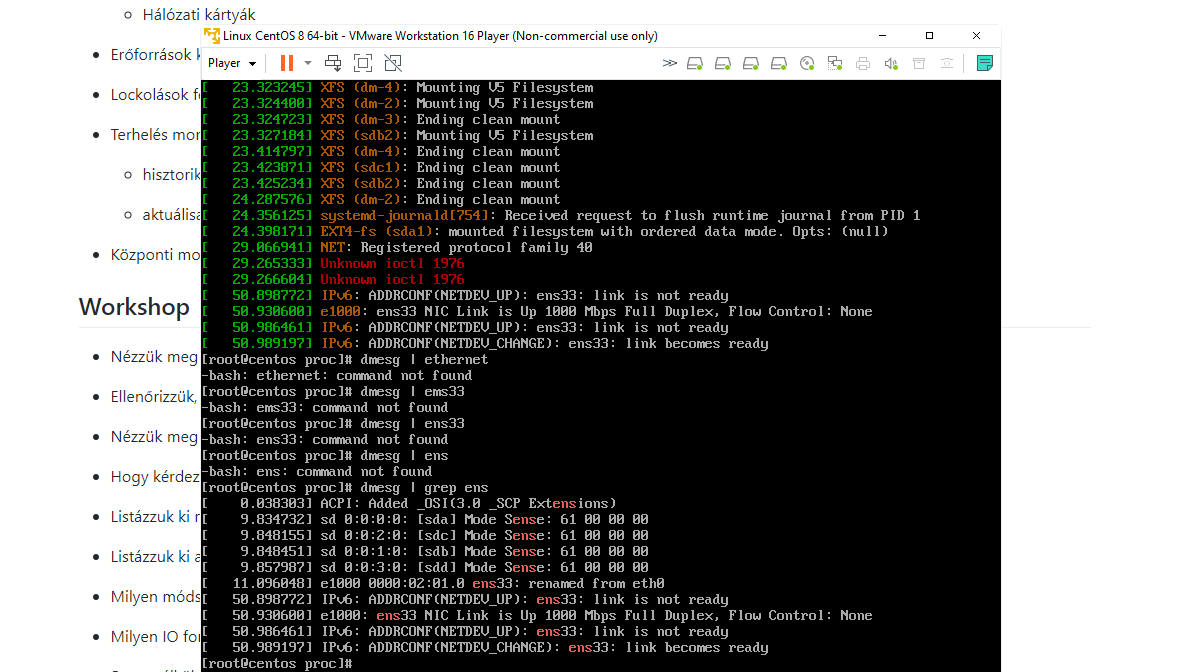 Hálózati kártyák
Linux CentOS 8 64-bit - VMware Workstation 16 Player (Non-commercial use only)
Erőforrások
Player
Lockolások
Terhelés
hisztorik
aktuálisa
Központi
Workshop
Nézzük meg
Ellenőrizzük,
Nézzük meg
Hogy kérdez
Listázzuk ki
Listázzuk ki a
Milyen móds
Milyen IO
[   23.323245] XFS (dm-4): Mounting V5 Filesystem
[   23.324400] XFS (dm-2): Mounting V5 Filesystem
[   23.324723] XFS (dm-3): Ending clean mount
[   23.327184] XFS (sdb2): Mounting V5 Filesystem
[   23.414797] XFS (dm-4): Ending clean mount
[   23.423871] XFS (sdc1): Ending clean mount
[   23.425234] XFS (sdb2): Ending clean mount
[   24.287576] XFS (dm-2): Ending clean mount
[   24.356125] systemd-journald[754]: Received request to flush runtime journal from PID 1
[   24.398171] EXT4-fs (sda1): mounted filesystem with ordered data mode. Opts: (null)
[   29.066941] NET: Registered protocol family 40
[   29.265333] Unknown ioctl 1976
[   29.266604] Unknown ioctl 1976
[   50.898772] IPv6: ADDRCONF(NETDEV_UP): ens33: link is not ready
[   50.930600] e1000: ens33 NIC Link is Up 1000 Mbps Full Duplex, Flow Control: None
[   50.986461] IPv6: ADDRCONF(NETDEV_UP): ens33: link is not ready
[   50.989197] IPv6: ADDRCONF(NETDEV_CHANGE): ens33: link becomes ready
[root@centos proc]# dmesg | ethernet
-bash: ethernet: command not found
[root@centos proc]# dmesg | ems33
-bash: ems33: command not found
[root@centos proc]# dmesg | ens33
-bash: ens33: command not found
[root@centos proc]# dmesg | ens
-bash: ens: command not found
[root@centos proc]# dmesg | grep ens
[    0.038303] ACPI: Added _OSI(3.0 _SCP Extensions)
[    9.834732] sd 0:0:0:0: [sda] Mode Sense: 61 00 00 00
[    9.848155] sd 0:0:2:0: [sdc] Mode Sense: 61 00 00 00
[    9.848451] sd 0:0:1:0: [sdb] Mode Sense: 61 00 00 00
[    9.857987] sd 0:0:3:0: [sdd] Mode Sense: 61 00 00 00
[   11.096048] e1000 0000:02:01.0 ens33: renamed from eth0
[   50.898772] IPv6: ADDRCONF(NETDEV_UP): ens33: link is not ready
[   50.930600] e1000: ens33 NIC Link is Up 1000 Mbps Full Duplex, Flow Control: None
[   50.986461] IPv6: ADDRCONF(NETDEV_UP): ens33: link is not ready
[   50.989197] IPv6: ADDRCONF(NETDEV_CHANGE): ens33: link becomes ready
[root@centos proc]#